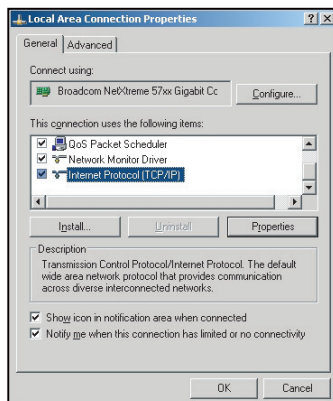 Local Area Connection Properties
General Advanced
Connect using:
Broadcom NetXtreme 57xx Gigabit Cc
Configure...
This connection uses the following items:
QoS Packet Scheduler
Network Monitor Driver
Internet Protocol (TCP/IP)
Install... Uninstall Properties
Description
Transmission Control Protocol/Internet Protocol. The default
wide area network protocol that provides communication
across diverse interconnected networks.
Show icon in notification area when connected
Notify me when this connection has limited or no connectivity
OK Cancel